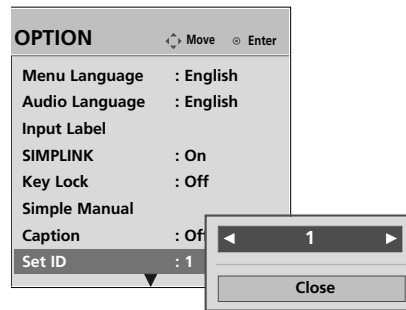 OPTION Move Enter
Menu Language : English
Audio Language : English
Input Label
SIMPLINK : On
Key Lock : Off
Simple Manual
Caption : Of
Set ID : 1
◄ 1 ►
Close